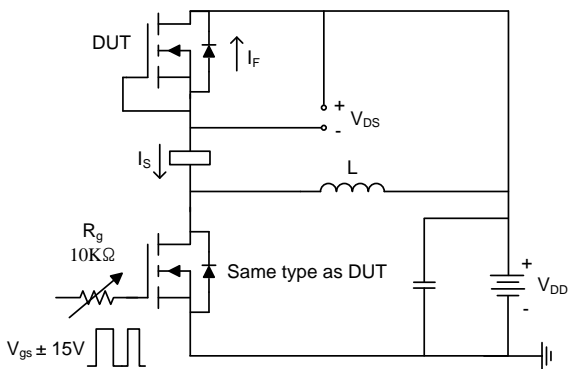 DUT
I_F
+
V_DS
-
I_S
L
R_g
10KΩ
Same type as DUT
+
V_DD
-
V_gs ± 15V